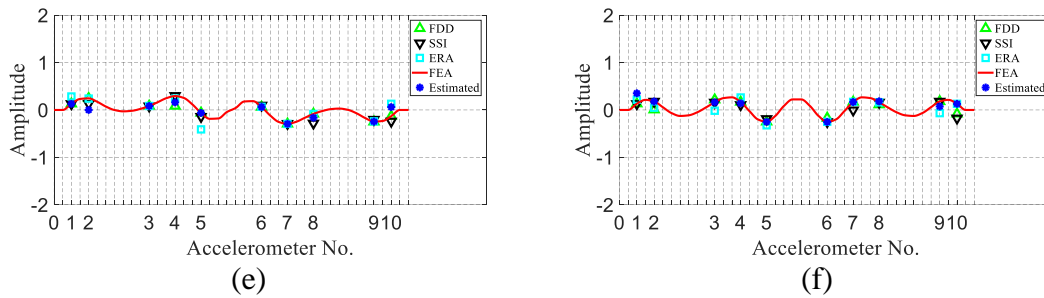 2
1
0
-1
-2
Amplitude
0 1 2 3 4 5 6 7 8 9 10
Accelerometer No.
FDD
SSI
ERA
FEA
Estimated
(e)
2
1
0
-1
-2
Amplitude
0 1 2 3 4 5 6 7 8 9 10
Accelerometer No.
FDD
SSI
ERA
FEA
Estimated
(f)